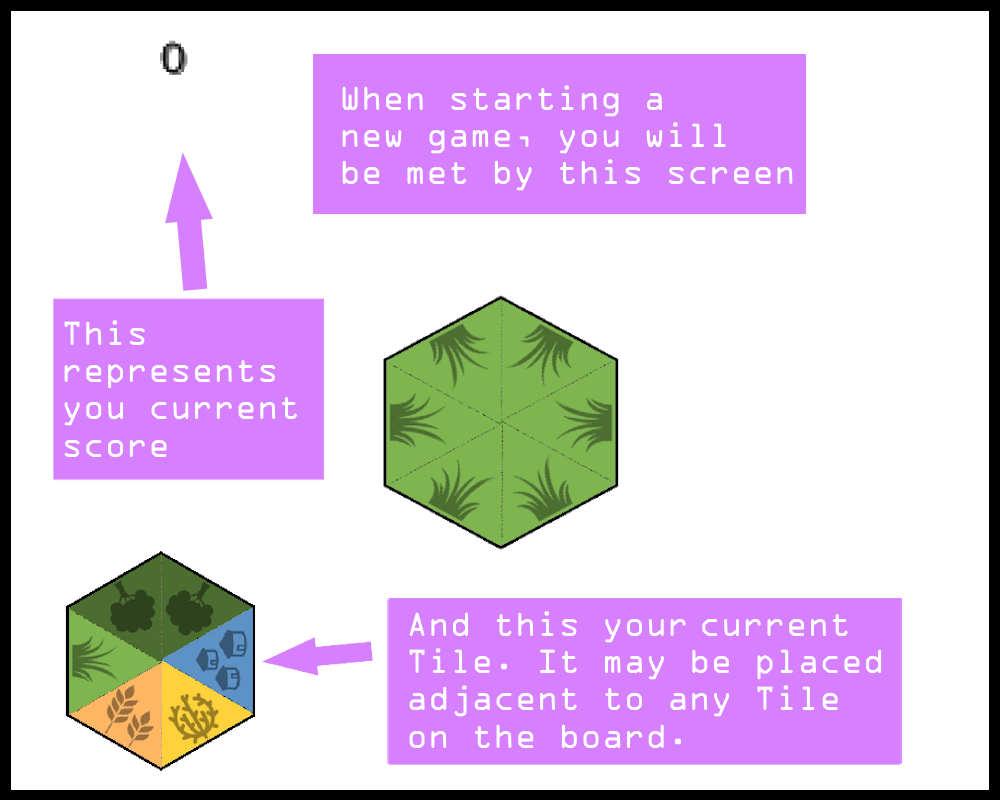 0
When starting a
new game, you will
be met by this screen
This
represents
you current
score
And this your current
Tile. It may be placed
adjacent to any Tile
on the board.